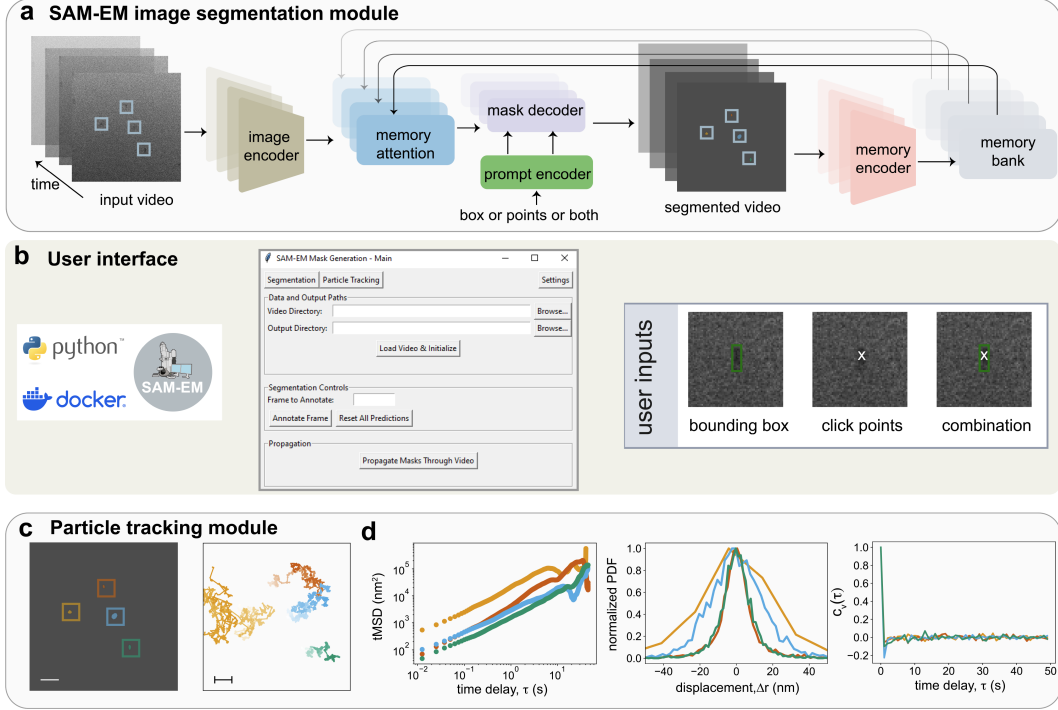 a SAM-EM image segmentation module
time
input video
image
encoder
memory
attention
mask decoder
prompt encoder
box or points or both
segmented video
memory
encoder
memory
bank
b User interface
python™
docker.
SAM-EM
SAM-EM Mask Generation - Main
Segmentation Particle Tracking Settings
Data and Output Paths
Video Directory: Browse...
Output Directory: Browse...
Load Video & Initialize
Segmentation Controls
Frame to Annotate:
Annotate Frame Reset All Predictions
Propagation
Propagate Masks Through Video
user inputs
bounding box
click points
combination
c Particle tracking module
d
tMSD (nm²)
10⁵
10⁴
10³
10²
10⁻² 10⁻¹ 10⁰ 10¹
time delay, τ (s)
normalized PDF
1.0
0.8
0.6
0.4
0.2
0.0
−40 −20 0 20 40
displacement,Δr (nm)
Cᵥ(τ)
1.0
0.8
0.6
0.4
0.2
0.0
−0.2
0 10 20 30 40 50
time delay, τ (s)